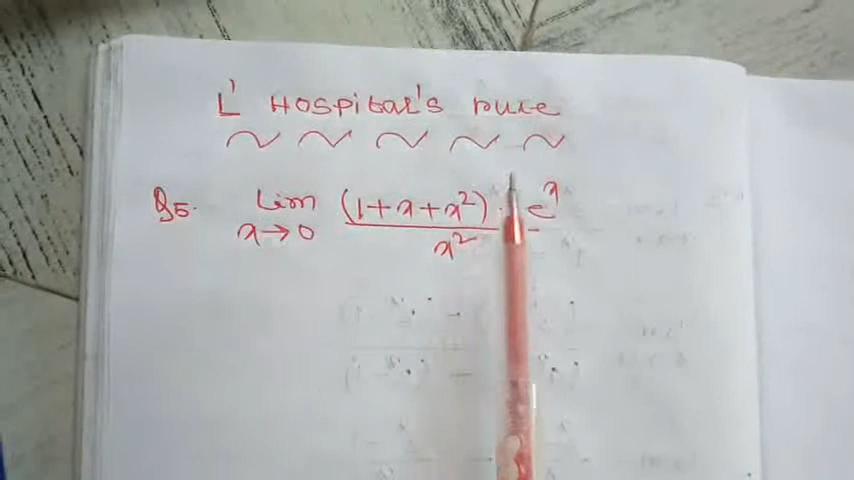 L' Hospital's rule
Q5. Lim (1+x+x²) e^x
x→0 x²